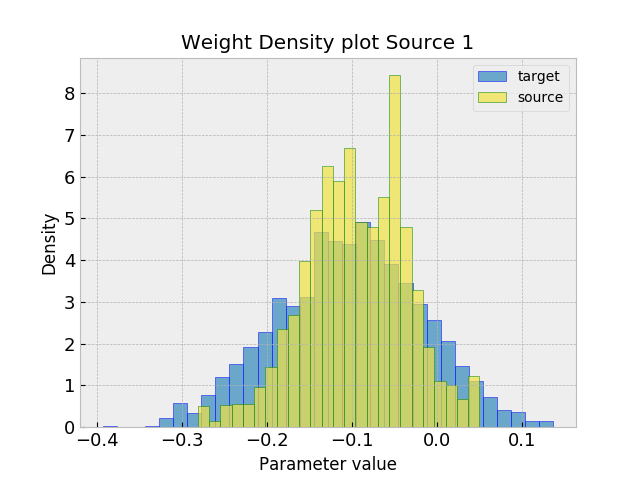 Weight Density plot Source 1
target
source
8
7
6
5
4
3
2
1
0
Density
−0.4 −0.3 −0.2 −0.1 0.0 0.1
Parameter value